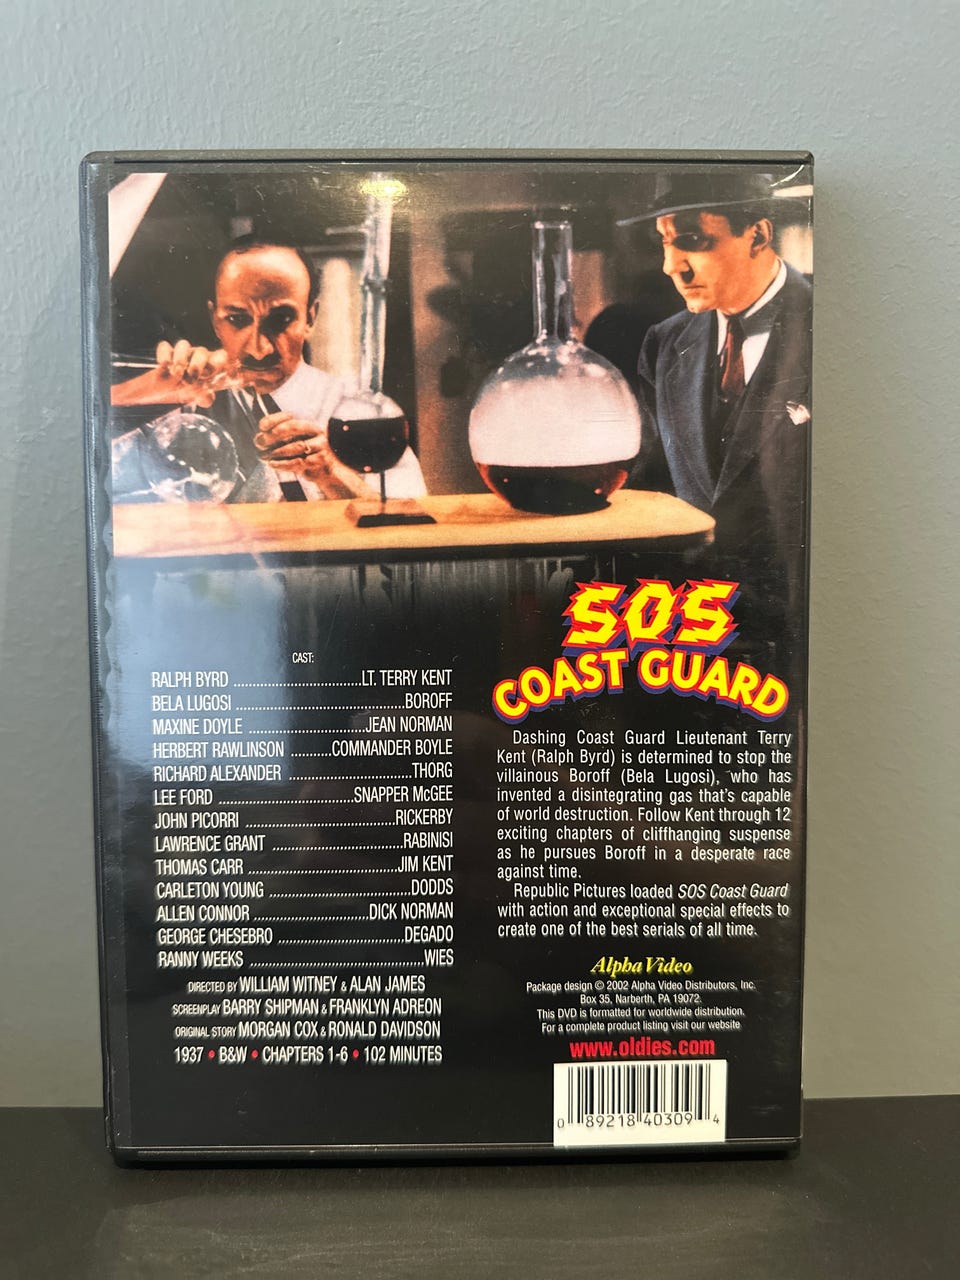 CAST:
RALPH BYRD ..............................LT. TERRY KENT
BELA LUGOSI ........................................BOROFF
MAXINE DOYLE .............................JEAN NORMAN
HERBERT RAWLINSON ..........COMMANDER BOYLE
RICHARD ALEXANDER .............................THORG
LEE FORD ................................SNAPPER McGEE
JOHN PICORRI .....................................RICKERBY
LAWRENCE GRANT ...............................RABINISI
THOMAS CARR ....................................JIM KENT
CARLETON YOUNG ...................................DODDS
ALLEN CONNOR ...........................DICK NORMAN
GEORGE CHESEBRO ..............................DEGADO
RANNY WEEKS ...........................................WIES
DIRECTED BY WILLIAM WITNEY & ALAN JAMES
SCREENPLAY BARRY SHIPMAN & FRANKLYN ADREON
ORIGINAL STORY MORGAN COX & RONALD DAVIDSON
1937 • B&W • CHAPTERS 1-6 • 102 MINUTES
SOS
COAST GUARD
Dashing Coast Guard Lieutenant Terry
Kent (Ralph Byrd) is determined to stop the
villainous Boroff (Bela Lugosi), who has
invented a disintegrating gas that's capable
of world destruction. Follow Kent through 12
exciting chapters of cliffhanging suspense
as he pursues Boroff in a desperate race
against time.
Republic Pictures loaded SOS Coast Guard
with action and exceptional special effects to
create one of the best serials of all time.
Alpha Video
Package design © 2002 Alpha Video Distributors, Inc.
Box 35, Narberth, PA 19072.
This DVD is formatted for worldwide distribution.
For a complete product listing visit our website
www.oldies.com
0 89218 40309 4